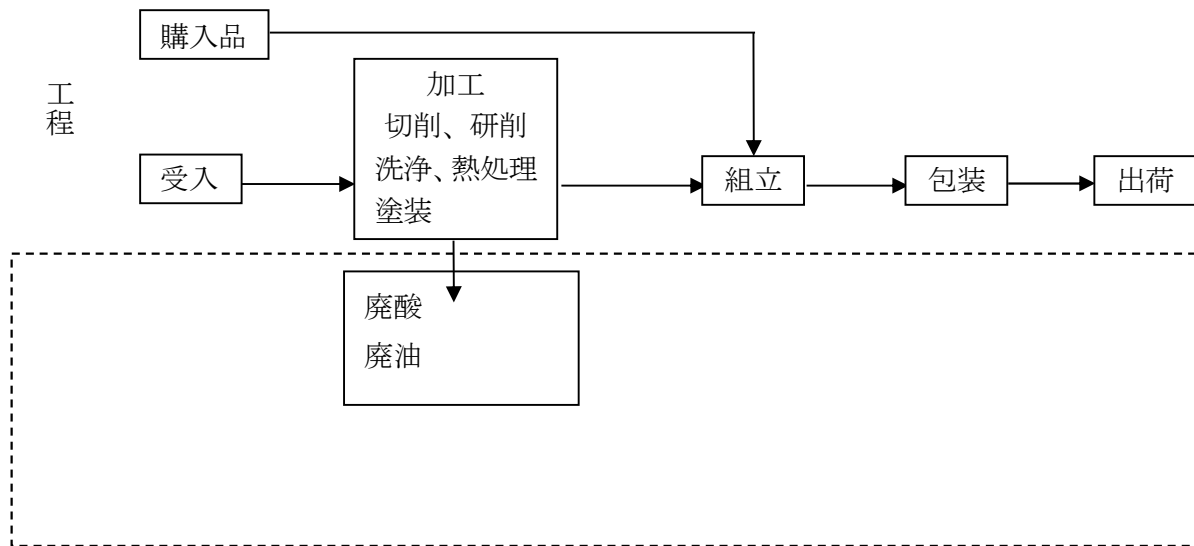 購入品
工程
加工
切削、研削
洗浄、熱処理
塗装
受入
組立
包装
出荷
廃酸
廃油